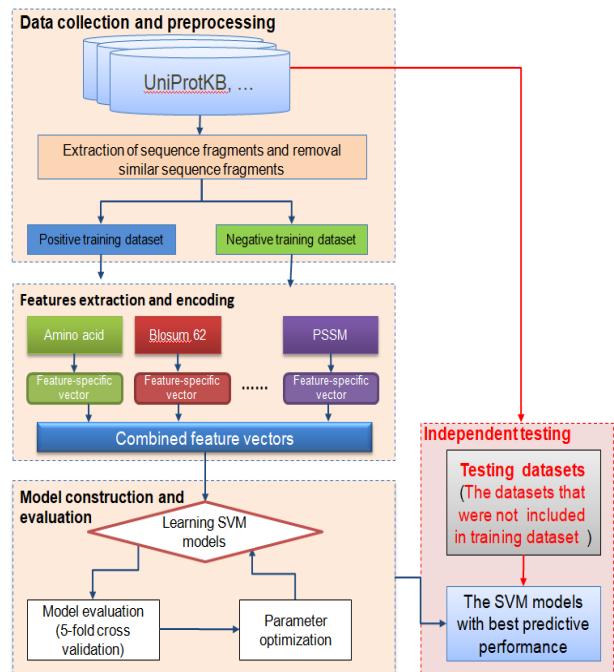 Data collection and preprocessing
UniProtKB, ...
Extraction of sequence fragments and removal
similar sequence fragments
Positive training dataset
Negative training dataset
Features extraction and encoding
Amino acid
Blosum 62
PSSM
Feature-specific
vector
Feature-specific
vector
......
Feature-specific
vector
Combined feature vectors
Model construction and
evaluation
Learning SVM
models
Model evaluation
(5-fold cross
validation)
Parameter
optimization
Independent testing
Testing datasets
(The datasets that
were not included
in training dataset )
The SVM models
with best predictive
performance